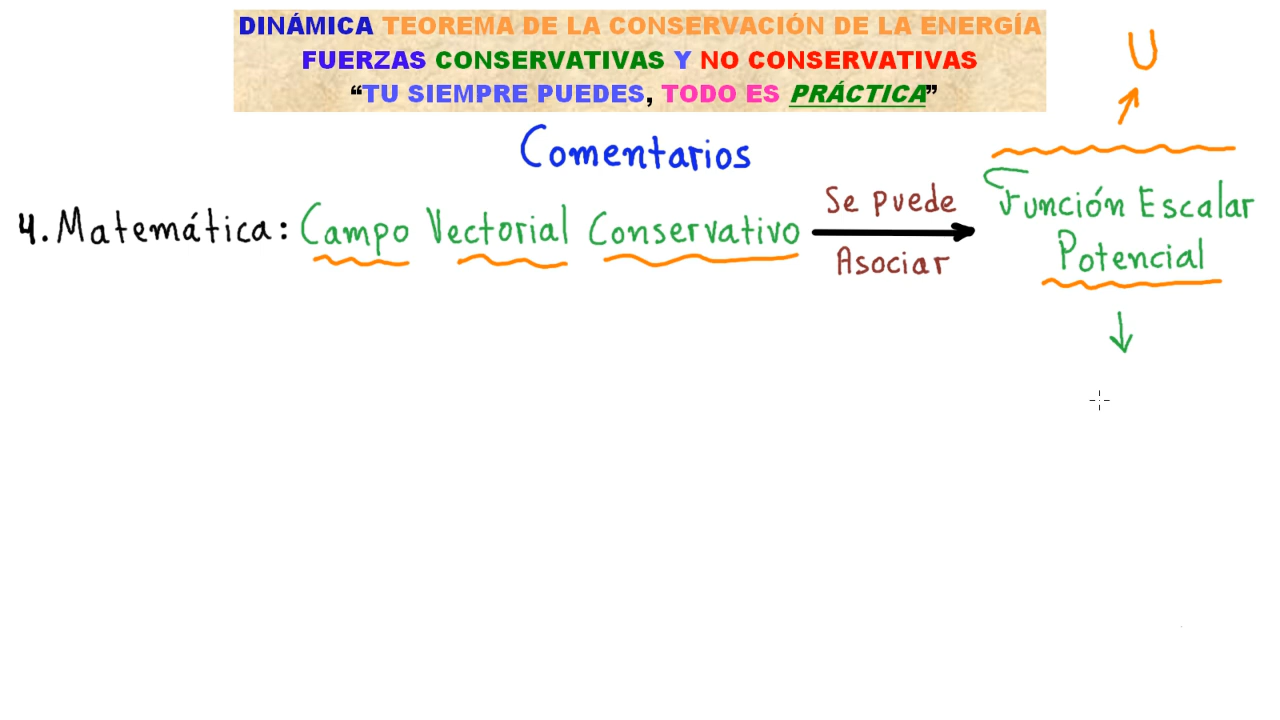 DINÁMICA TEOREMA DE LA CONSERVACIÓN DE LA ENERGÍA
FUERZAS CONSERVATIVAS Y NO CONSERVATIVAS
“TU SIEMPRE PUEDES, TODO ES PRÁCTICA”
U
Comentarios
4. Matemática: Campo Vectorial Conservativo
Se puede
Asociar
Función Escalar
Potencial